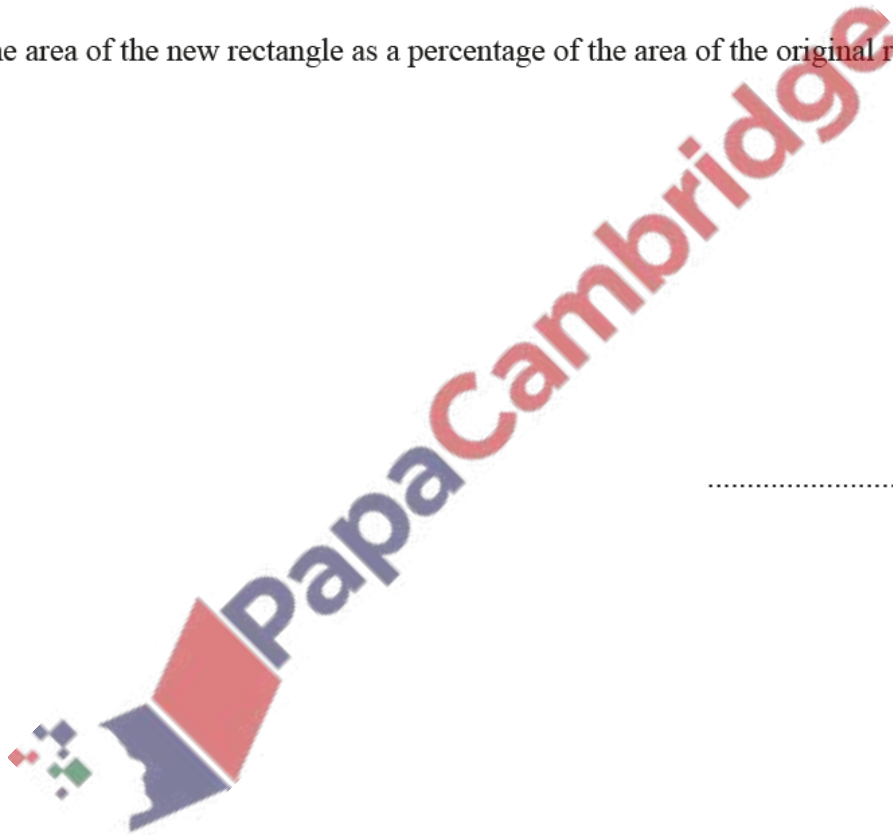 area of the new rectangle as a percentage of the area of the original
PapaCambridge